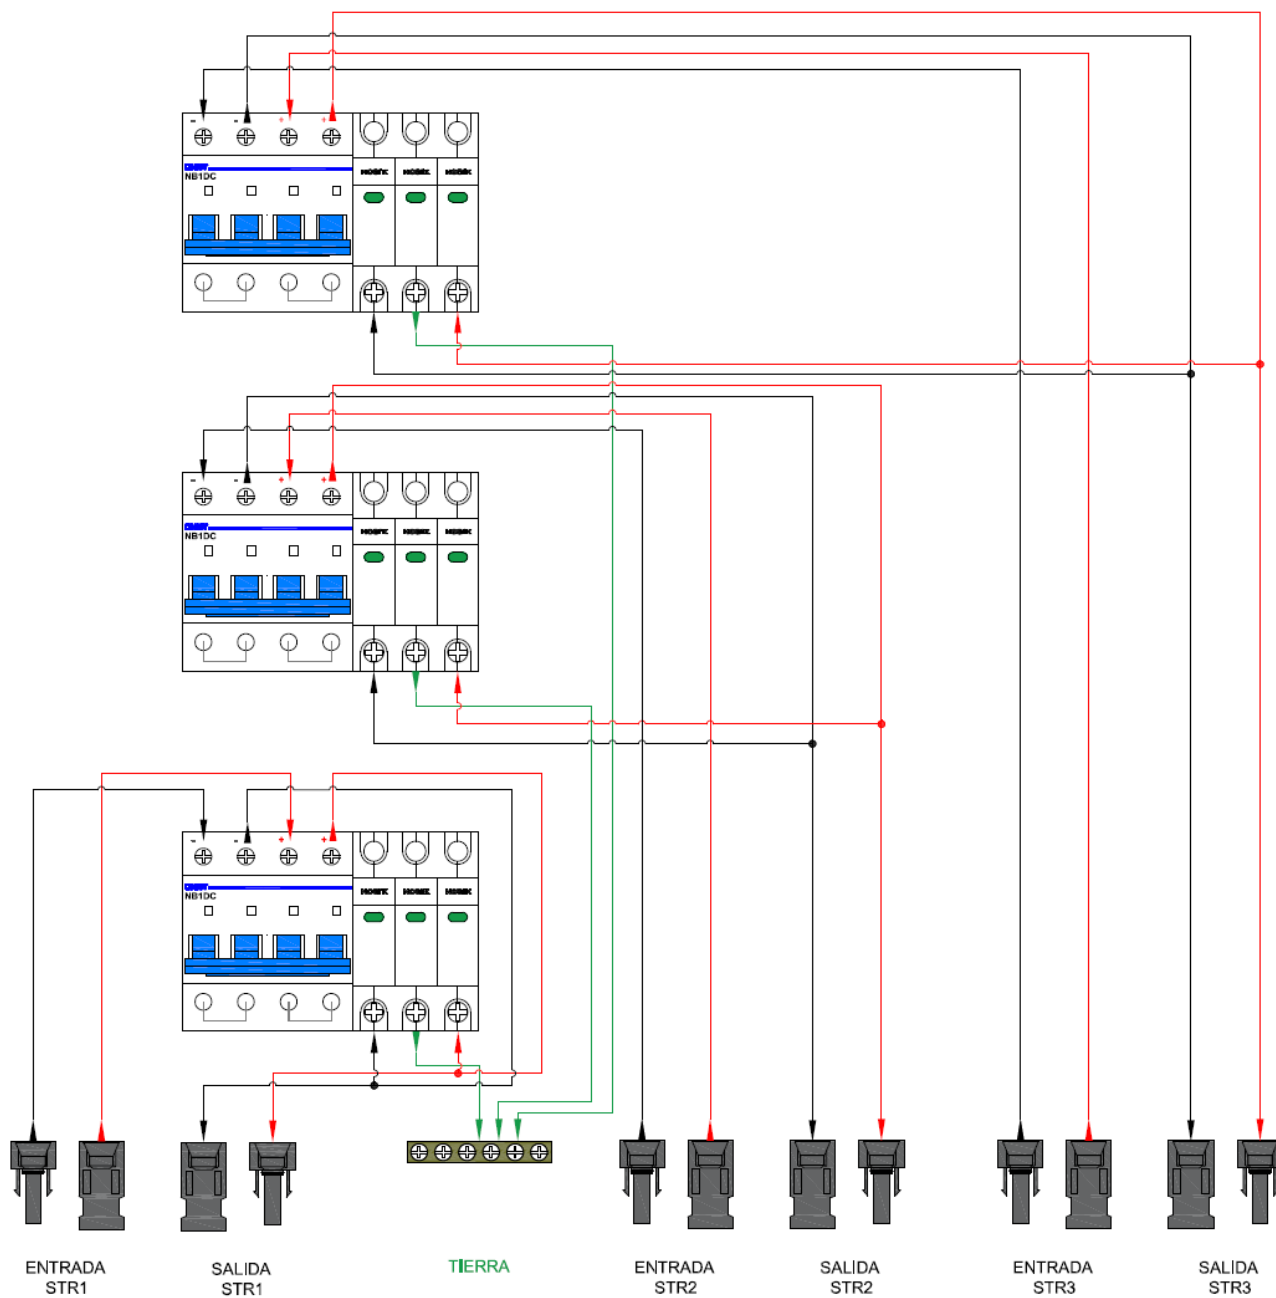 - - + +
NB1DC
- - + +
NB1DC
- - + +
NB1DC
ENTRADA
STR1
SALIDA
STR1
TIERRA
ENTRADA
STR2
SALIDA
STR2
ENTRADA
STR3
SALIDA
STR3